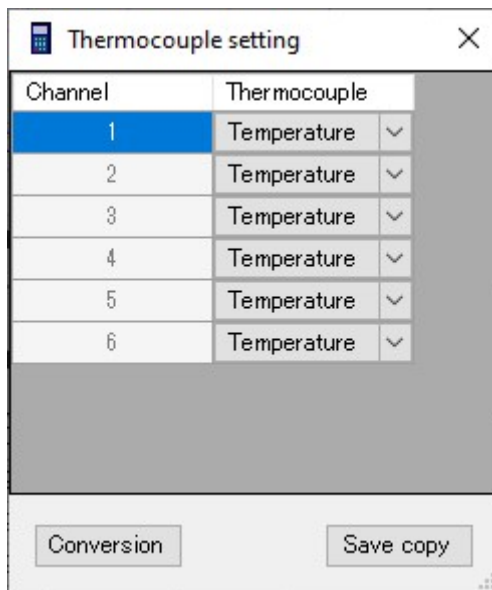 Thermocouple setting
Channel Thermocouple
1 Temperature
2 Temperature
3 Temperature
4 Temperature
5 Temperature
6 Temperature
Conversion Save copy